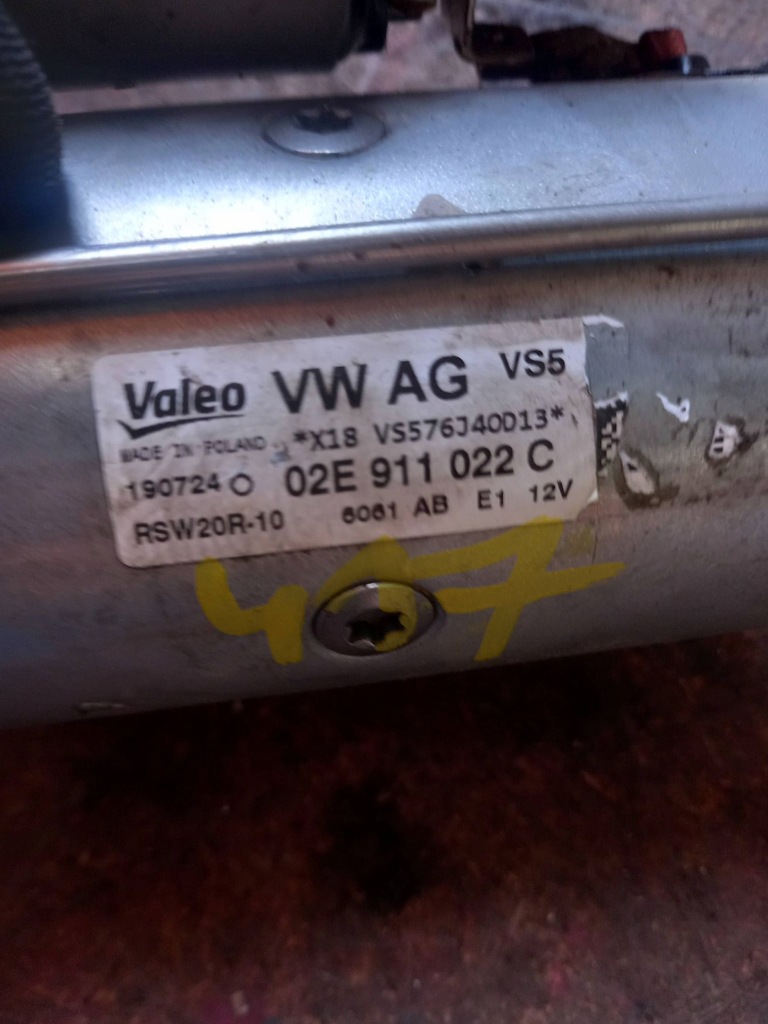 Valeo VW AG VS5
MADE IN POLAND *X18 VS576J40D13*
190724 02E 911 022 C
RSW20R-10 6061 AB E1 12V
407